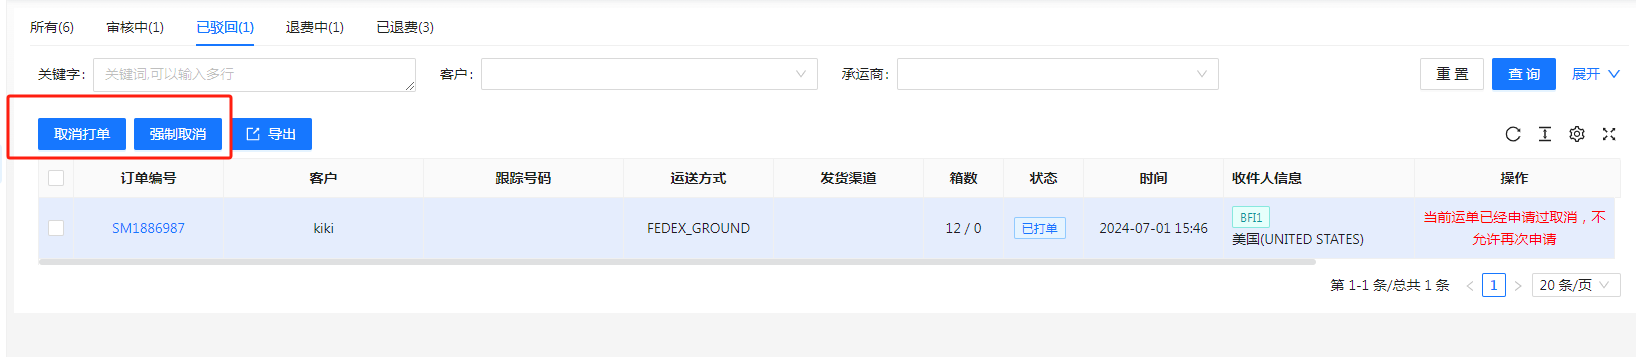 所有(6) 审核中(1) 已驳回(1) 退费中(1) 已退费(3)
关键字: 关键词,可以输入多行 客户: 承运商: 重 置 查 询 展开
取消打单 强制取消 导出
订单编号 客户 跟踪号码 运送方式 发货渠道 箱数 状态 时间 收件人信息 操作
SM1886987 kiki FEDEX_GROUND 12 / 0 已打单 2024-07-01 15:46 BFI1 当前运单已经申请过取消，不
美国(UNITED STATES) 允许再次申请
第 1-1 条/总共 1 条 < 1 > 20 条/页